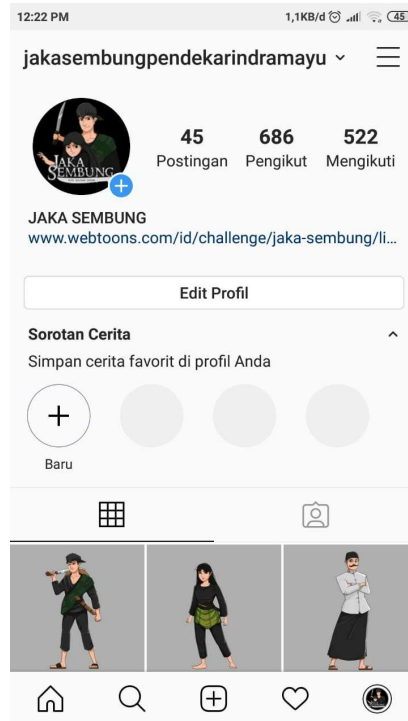 12:22 PM 1,1KB/d 45
jakasembungpendekarindramayu
45 686 522
Postingan Pengikut Mengikuti
JAKA SEMBUNG
JAKA SEMBUNG
www.webtoons.com/id/challenge/jaka-sembung/li...
Edit Profil
Sorotan Cerita
Simpan cerita favorit di profil Anda
Baru